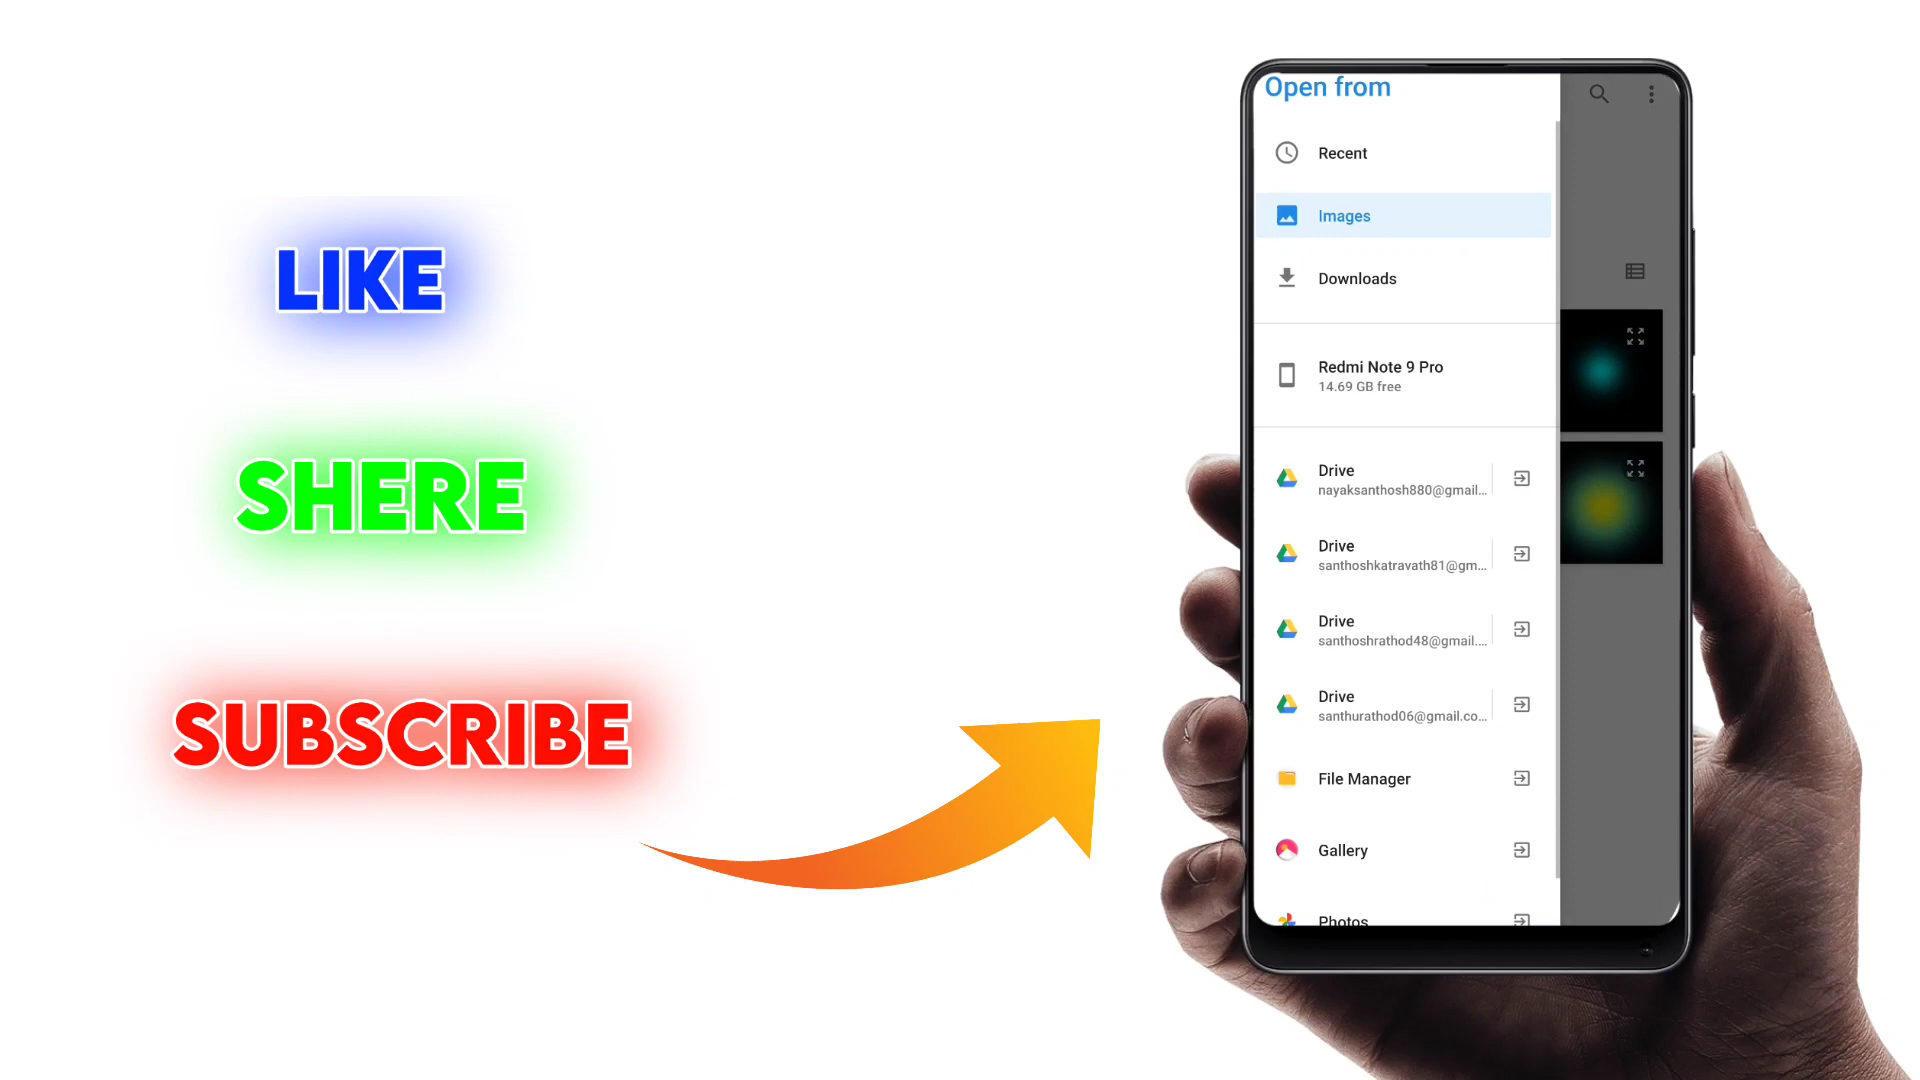 LIKE
SHERE
SUBSCRIBE
Open from
Recent
Images
Downloads
Redmi Note 9 Pro
14.69 GB free
Drive
nayaksanthosh880@gmail...
Drive
santhoshkatravath81@gm...
Drive
santhoshrathod48@gmail....
Drive
santhurathod06@gmail.co...
File Manager
Gallery
Photos